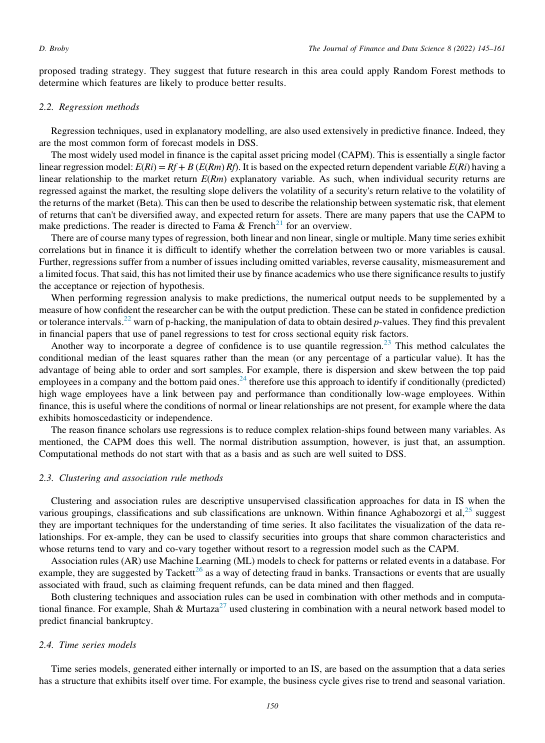 D. Broby
The Journal of Finance and Data Science 8 (2022) 145–161
proposed trading strategy. They suggest that future research in this area could apply Random Forest methods to
determine which features are likely to produce better results.
2.2. Regression methods
Regression techniques, used in explanatory modelling, are also used extensively in predictive finance. Indeed, they
are the most common form of forecast models in DSS.
The most widely used model in finance is the capital asset pricing model (CAPM). This is essentially a single factor
linear regression model: E(Ri) = Rf + B (E(Rm) Rf). It is based on the expected return dependent variable E(Ri) having a
linear relationship to the market return E(Rm) explanatory variable. As such, when individual security returns are
regressed against the market, the resulting slope delivers the volatility of a security's return relative to the volatility of
the returns of the market (Beta). This can then be used to describe the relationship between systematic risk, that element
of returns that can't be diversified away, and expected return for assets. There are many papers that use the CAPM to
make predictions. The reader is directed to Fama & French21 for an overview.
There are of course many types of regression, both linear and non linear, single or multiple. Many time series exhibit
correlations but in finance it is difficult to identify whether the correlation between two or more variables is causal.
Further, regressions suffer from a number of issues including omitted variables, reverse causality, mismeasurement and
a limited focus. That said, this has not limited their use by finance academics who use there significance results to justify
the acceptance or rejection of hypothesis.
When performing regression analysis to make predictions, the numerical output needs to be supplemented by a
measure of how confident the researcher can be with the output prediction. These can be stated in confidence prediction
or tolerance intervals.22 warn of p-hacking, the manipulation of data to obtain desired p-values. They find this prevalent
in financial papers that use of panel regressions to test for cross sectional equity risk factors.
Another way to incorporate a degree of confidence is to use quantile regression.23 This method calculates the
conditional median of the least squares rather than the mean (or any percentage of a particular value). It has the
advantage of being able to order and sort samples. For example, there is dispersion and skew between the top paid
employees in a company and the bottom paid ones.24 therefore use this approach to identify if conditionally (predicted)
high wage employees have a link between pay and performance than conditionally low-wage employees. Within
finance, this is useful where the conditions of normal or linear relationships are not present, for example where the data
exhibits homoscedasticity or independence.
The reason finance scholars use regressions is to reduce complex relation-ships found between many variables. As
mentioned, the CAPM does this well. The normal distribution assumption, however, is just that, an assumption.
Computational methods do not start with that as a basis and as such are well suited to DSS.
2.3. Clustering and association rule methods
Clustering and association rules are descriptive unsupervised classification approaches for data in IS when the
various groupings, classifications and sub classifications are unknown. Within finance Aghabozorgi et al,25 suggest
they are important techniques for the understanding of time series. It also facilitates the visualization of the data re-
lationships. For ex-ample, they can be used to classify securities into groups that share common characteristics and
whose returns tend to vary and co-vary together without resort to a regression model such as the CAPM.
Association rules (AR) use Machine Learning (ML) models to check for patterns or related events in a database. For
example, they are suggested by Tackett26 as a way of detecting fraud in banks. Transactions or events that are usually
associated with fraud, such as claiming frequent refunds, can be data mined and then flagged.
Both clustering techniques and association rules can be used in combination with other methods and in computa-
tional finance. For example, Shah & Murtaza27 used clustering in combination with a neural network based model to
predict financial bankruptcy.
2.4. Time series models
Time series models, generated either internally or imported to an IS, are based on the assumption that a data series
has a structure that exhibits itself over time. For example, the business cycle gives rise to trend and seasonal variation.
150